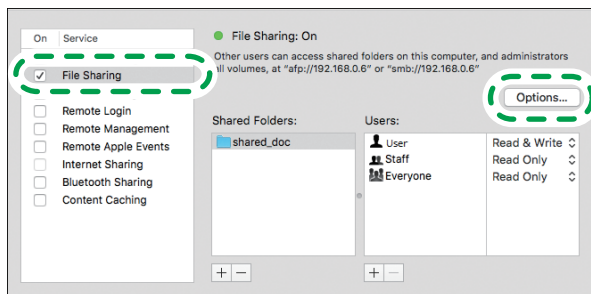 On Service
File Sharing
Remote Login
Remote Management
Remote Apple Events
Internet Sharing
Bluetooth Sharing
Content Caching
File Sharing: On
Other users can access shared folders on this computer, and administrators
all volumes, at “afp://192.168.0.6” or “smb://192.168.0.6”
Options...
Shared Folders:
shared_doc
Users:
User Read & Write
Staff Read Only
Everyone Read Only
+ −
+ −